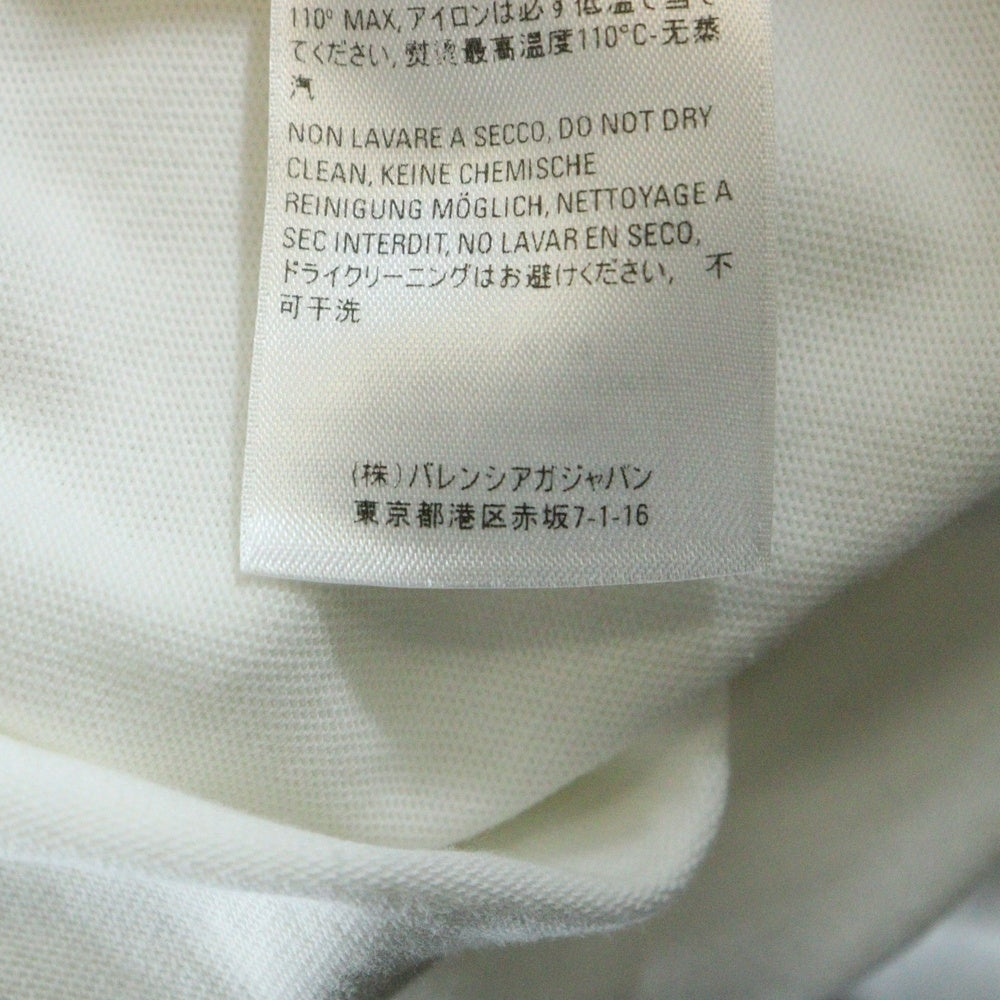 110° MAX, アイロンは必ず低温で当て
てください, 熨烫最高温度110°C-无蒸
汽
NON LAVARE A SECCO, DO NOT DRY
CLEAN, KEINE CHEMISCHE
REINIGUNG MÖGLICH, NETTOYAGE A
SEC INTERDIT, NO LAVAR EN SECO,
ドライクリーニングはお避けください, 不
可干洗
(株)バレンシアガジャパン
東京都港区赤坂7-1-16